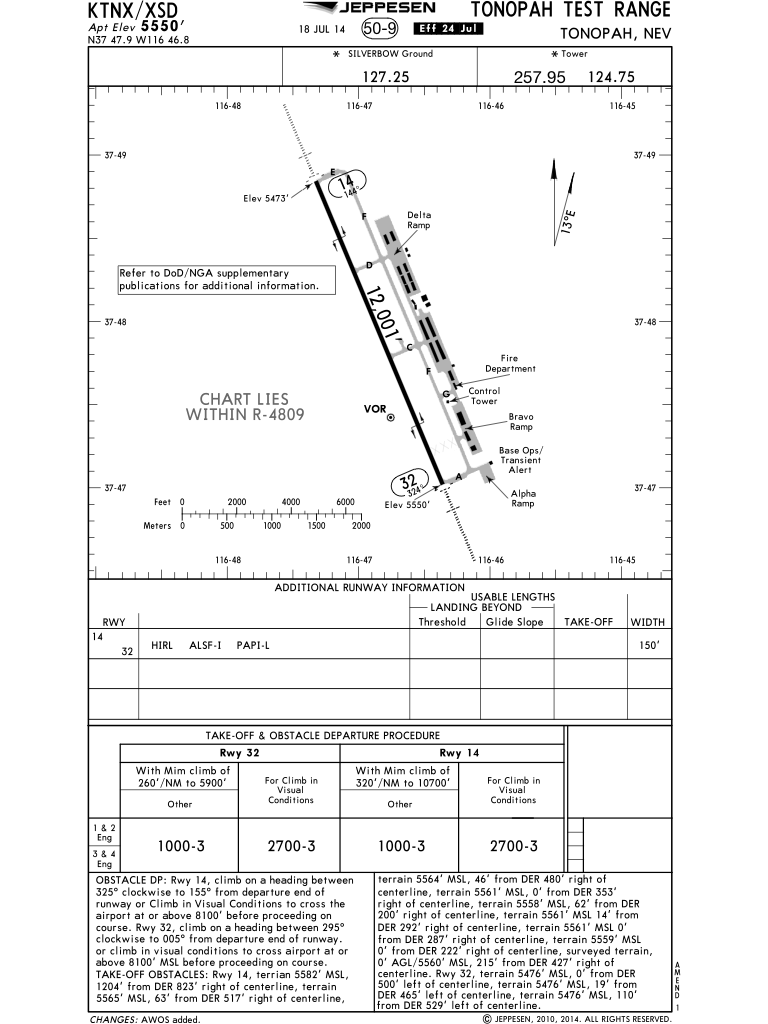 KTNX/XSD
Apt Elev 5550'
N37 47.9 W116 46.8
JEPPESEN
18 JUL 14
50-9
Eff 24 Jul
TONOPAH TEST RANGE
TONOPAH, NEV
* SILVERBOW Ground
* Tower
127.25
257.95 124.75
116-48 116-47 116-46 116-45
37-49 37-49
E
14
144°
Elev 5473'
F
Delta
Ramp
13°E
D
Refer to DoD/NGA supplementary
publications for additional information.
12,001'
37-48 37-48
C
F
Fire
Department
G
Control
Tower
CHART LIES
WITHIN R-4809
VOR
Bravo
Ramp
XXX
Base Ops/
Transient
Alert
32
324°
A
37-47 37-47
Elev 5550'
Alpha
Ramp
Feet 0 2000 4000 6000
Meters 0 500 1000 1500 2000
116-48 116-47 116-46 116-45
ADDITIONAL RUNWAY INFORMATION
USABLE LENGTHS
LANDING BEYOND
RWY Threshold Glide Slope TAKE-OFF WIDTH
14
32 HIRL ALSF-I PAPI-L 150'
TAKE-OFF & OBSTACLE DEPARTURE PROCEDURE
Rwy 32 Rwy 14
With Mim climb of
260'/NM to 5900'
Other
For Climb in
Visual
Conditions
With Mim climb of
320'/NM to 10700'
Other
For Climb in
Visual
Conditions
1 & 2
Eng
3 & 4
Eng
1000-3 2700-3 1000-3 2700-3
OBSTACLE DP: Rwy 14, climb on a heading between
325° clockwise to 155° from departure end of
runway or Climb in Visual Conditions to cross the
airport at or above 8100' before proceeding on
course. Rwy 32, climb on a heading between 295°
clockwise to 005° from departure end of runway.
or climb in visual conditions to cross airport at or
above 8100' MSL before proceeding on course.
TAKE-OFF OBSTACLES: Rwy 14, terrian 5582' MSL,
1204' from DER 823' right of centerline, terrain
5565' MSL, 63' from DER 517' right of centerline,
terrain 5564' MSL, 46' from DER 480' right of
centerline, terrain 5561' MSL, 0' from DER 353'
right of centerline, terrain 5558' MSL, 62' from DER
200' right of centerline, terrain 5561' MSL 14' from
DER 292' right of centerline, terrain 5561' MSL 0'
from DER 287' right of centerline, terrain 5559' MSL
0' from DER 222' right of centerline, surveyed terrain,
0' AGL/5560' MSL, 215' from DER 427' right of
centerline. Rwy 32, terrain 5476' MSL, 0' from DER
500' left of centerline, terrain 5476' MSL, 19' from
DER 465' left of centerline, terrain 5476' MSL, 110'
from DER 529' left of centerline.
AMEND 1
CHANGES: AWOS added.
© JEPPESEN, 2010, 2014. ALL RIGHTS RESERVED.